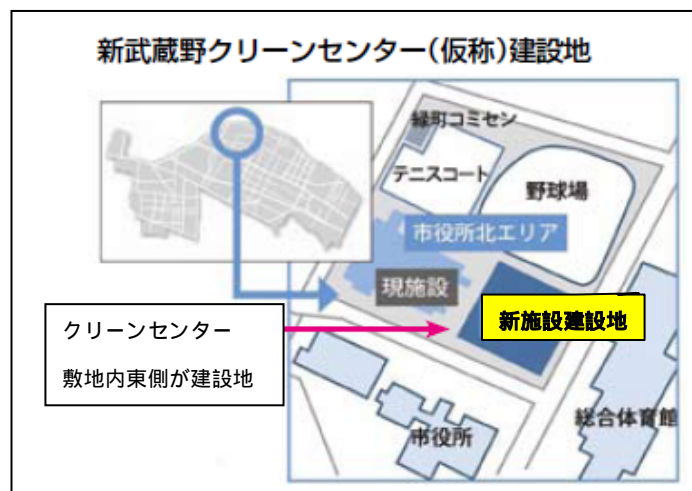 新武蔵野クリーンセンター(仮称)建設地
緑町コミセン
テニスコート
野球場
市役所北エリア
現施設
新施設建設地
クリーンセンター
敷地内東側が建設地
総合体育館
市役所